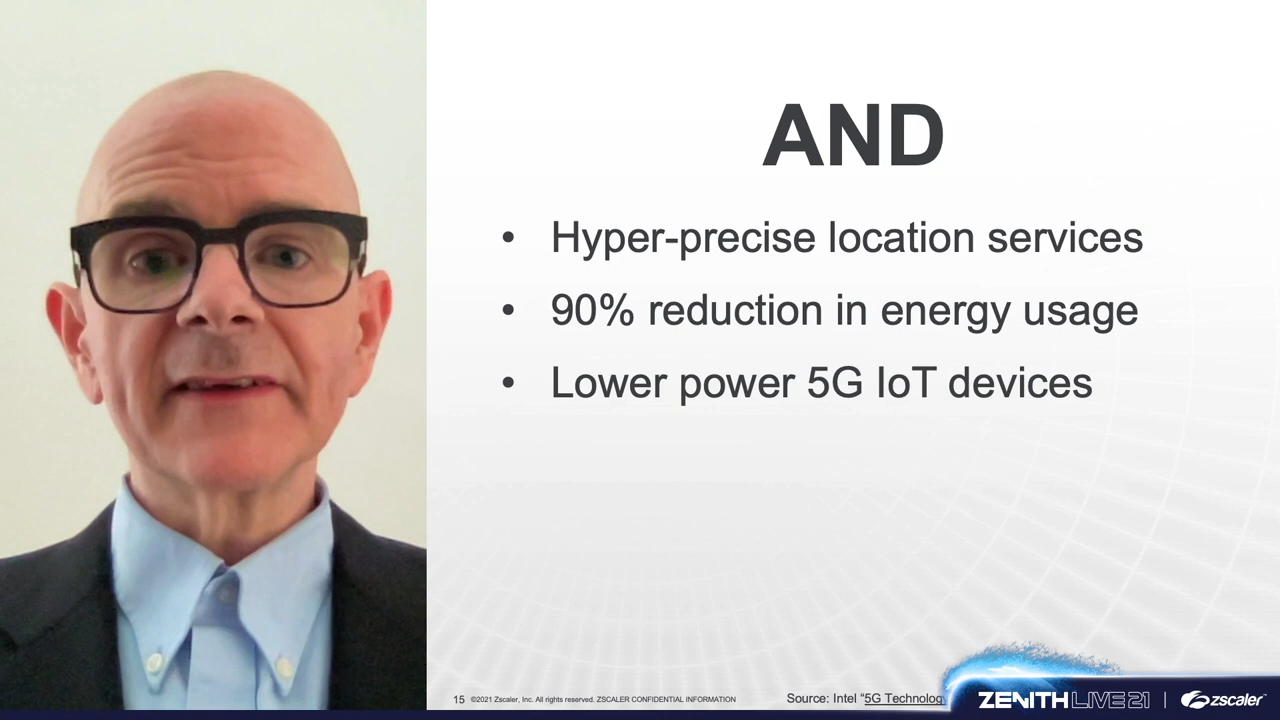 AND
• Hyper-precise location services
• 90% reduction in energy usage
• Lower power 5G IoT devices
15 ©2021 Zscaler, Inc. All rights reserved. ZSCALER CONFIDENTIAL INFORMATION
Source: Intel “5G Technolog
ZENITH LIVE 21 | zscaler™